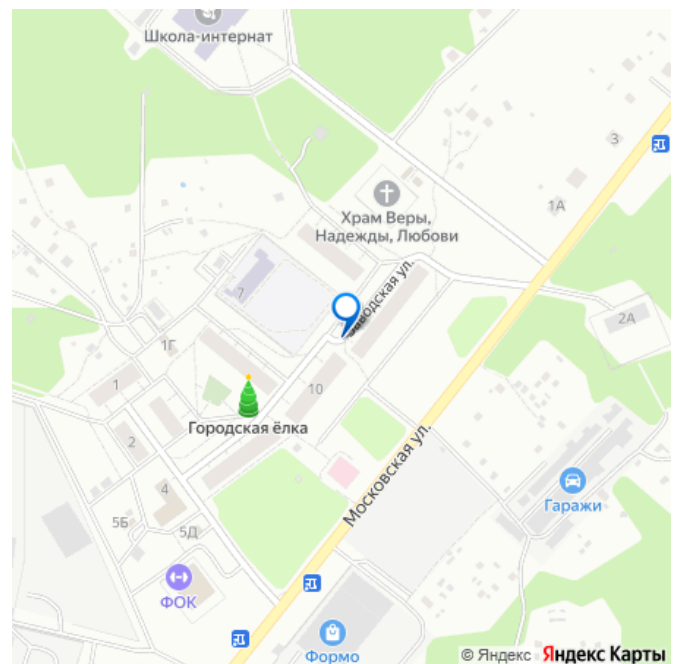 Школа-интернат
3
1А
Храм Веры,
Надежды, Любови
Заводская ул.
7
2А
1Г
1
10
Городская ёлка
2
Московская ул.
4
5Б
5Д
Гаражи
ФОК
Формо
© Яндекс Яндекс Карты